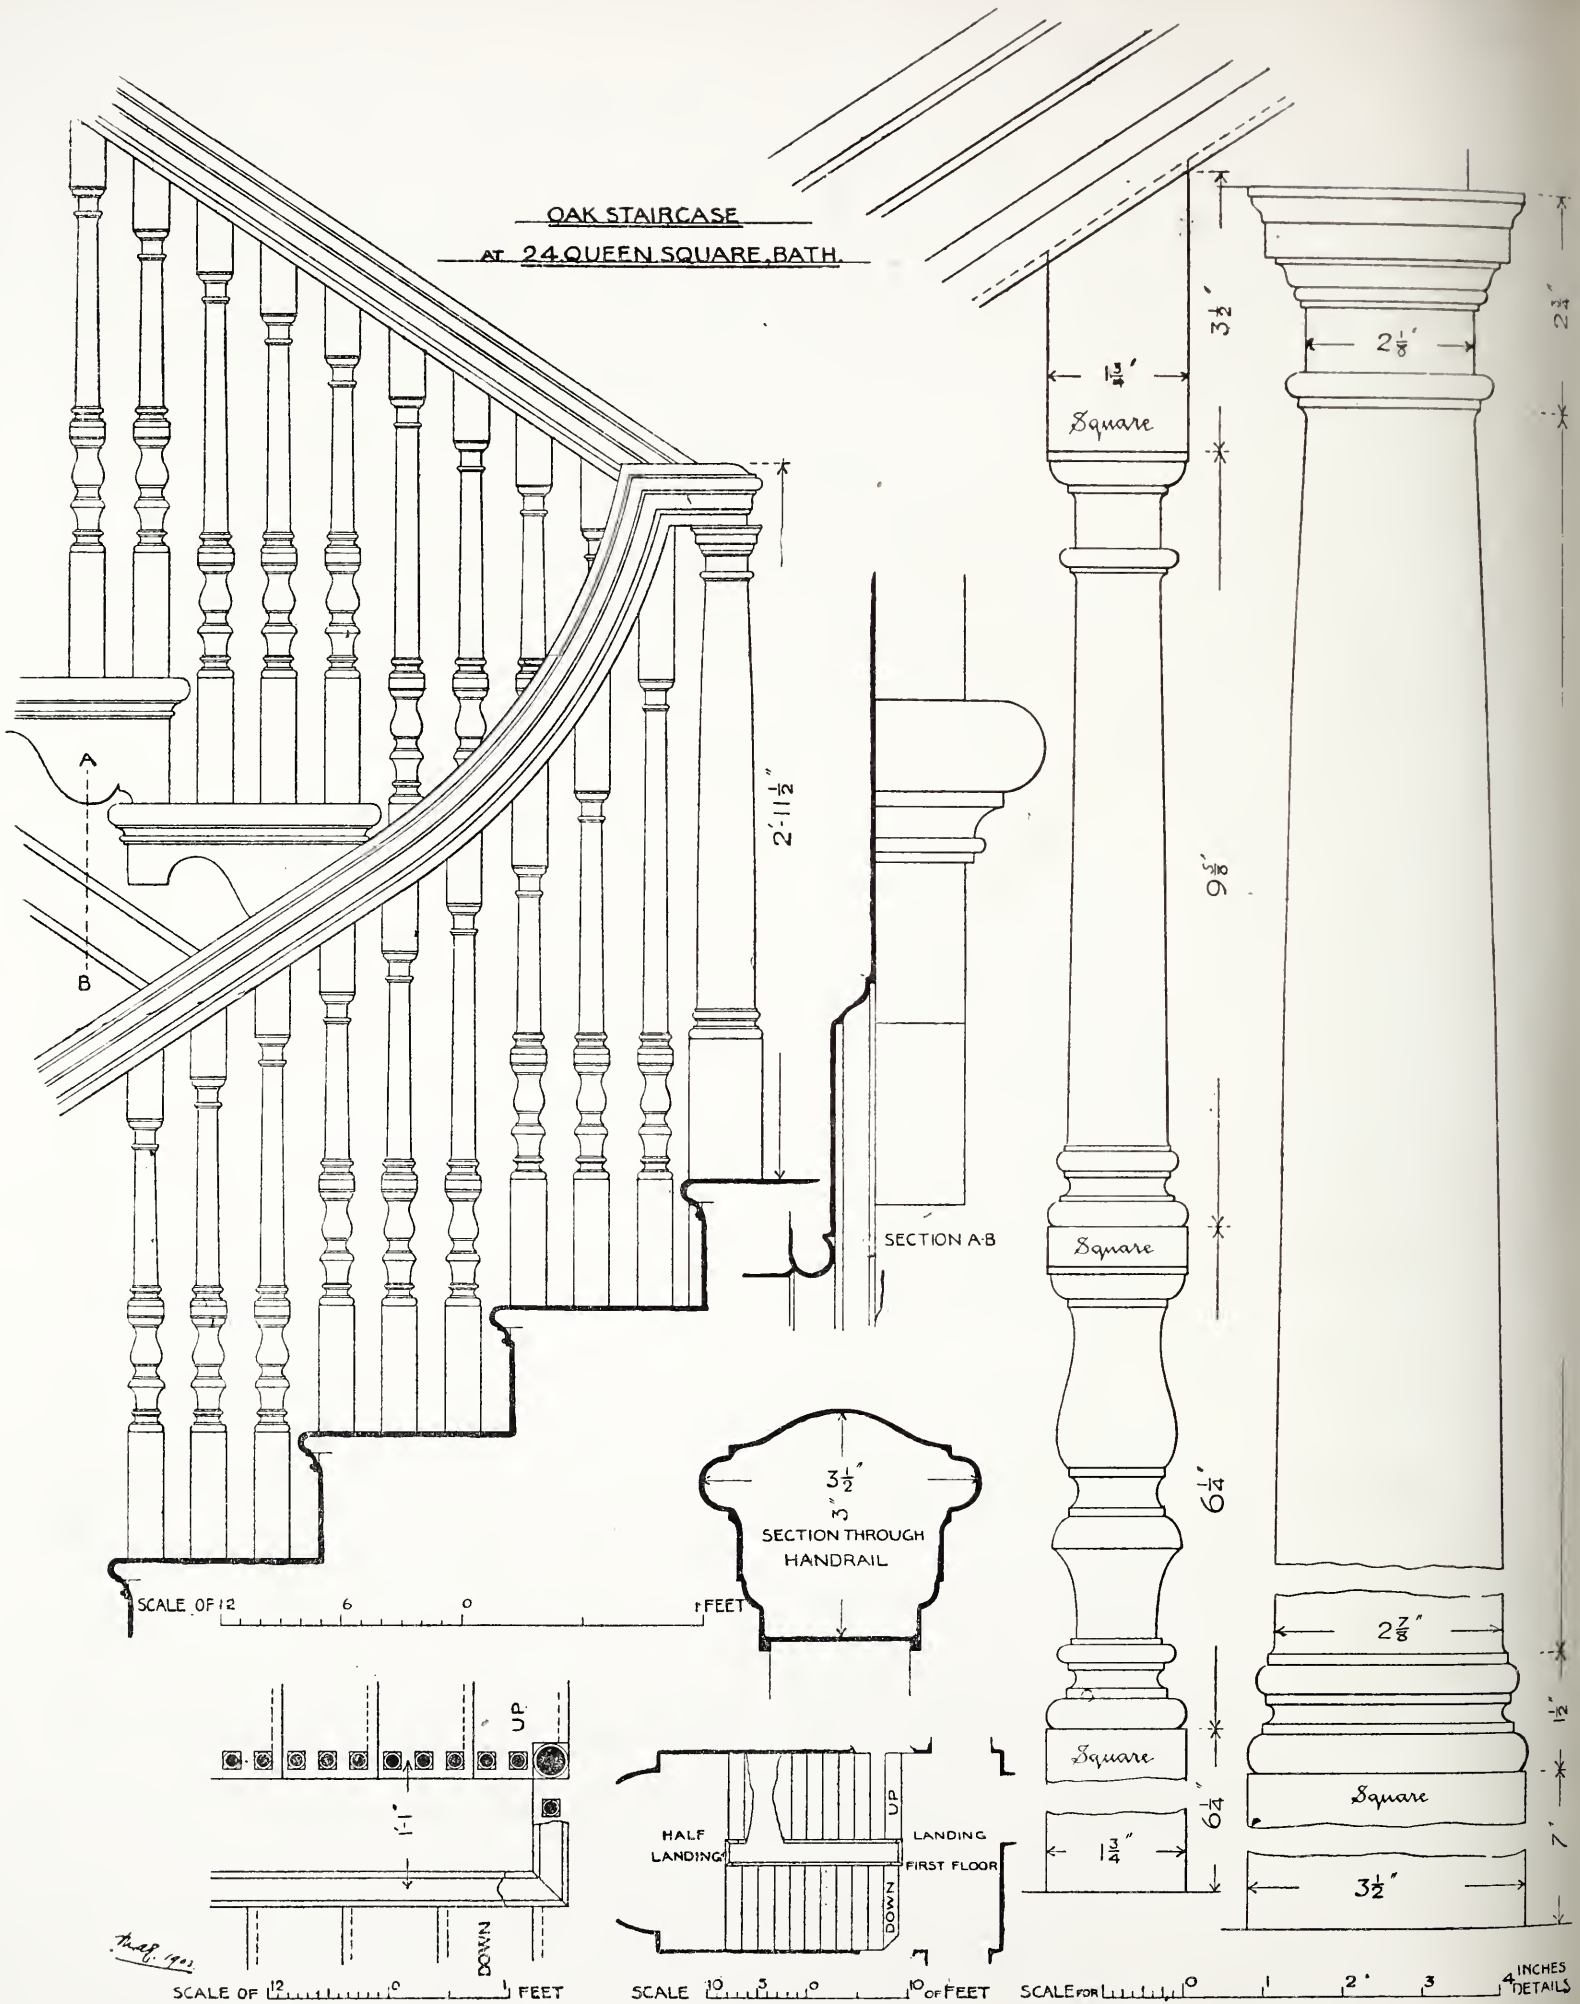 OAK STAIRCASE
AT 24 QUEEN SQUARE, BATH.
3½"
2¾"
2⅛"
1¾"
Square
2'-11½"
A
B
9⅝"
SECTION A-B
Square
3½"
3"
SECTION THROUGH
HANDRAIL
6¼"
SCALE OF 12 6 0 1 FEET
2⅞"
1½"
UP
1'-1"
DOWN
HALF
LANDING
UP
LANDING
FIRST FLOOR
DOWN
Square
6¼"
1¾"
Square
7"
3½"
1903
SCALE OF 12 0 1 FEET
SCALE 10 5 0 10 OF FEET
SCALE FOR 1 0 1 2 3 4 INCHES
DETAILS